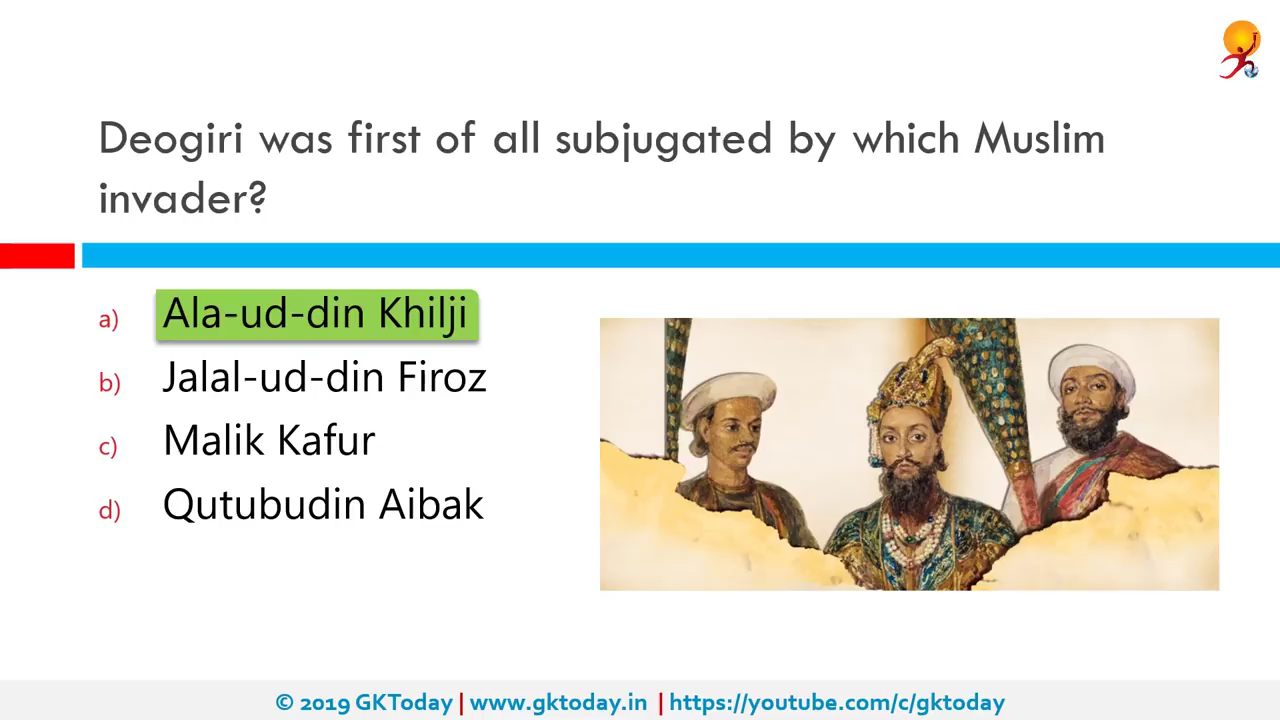 Deogiri was first of all subjugated by which Muslim
invader?
a) Ala-ud-din Khilji
b) Jalal-ud-din Firoz
c) Malik Kafur
d) Qutubudin Aibak
© 2019 GKToday | www.gktoday.in | https://youtube.com/c/gktoday